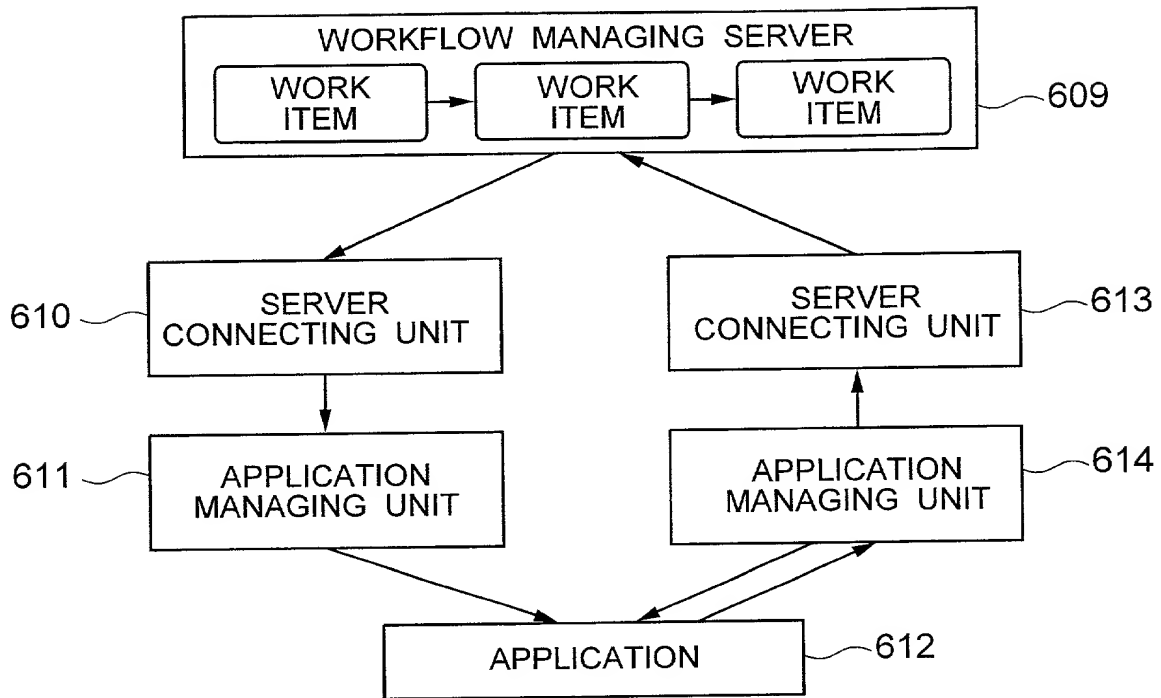 WORKFLOW MANAGING SERVER
WORK
ITEM
WORK
ITEM
WORK
ITEM
609
610
SERVER
CONNECTING UNIT
SERVER
CONNECTING UNIT
613
611
APPLICATION
MANAGING UNIT
APPLICATION
MANAGING UNIT
614
APPLICATION
612